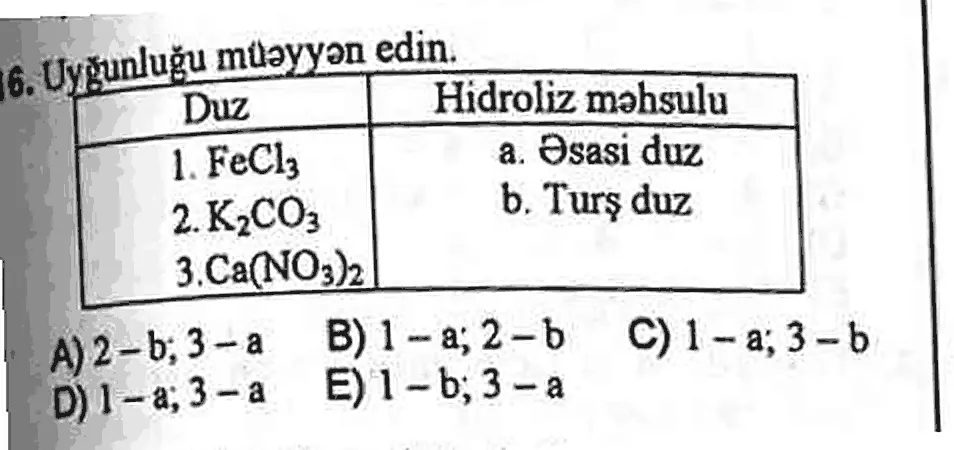 16. Uyğunluğu müəyyən edin.
Duz Hidroliz məhsulu
1. FeCl₃ a. Əsasi duz
2. K₂CO₃ b. Turş duz
3.Ca(NO₃)₂
A) 2 – b; 3 – a B) 1 – a; 2 – b C) 1 – a; 3 – b
D) 1 – a; 3 – a E) 1 – b; 3 – a